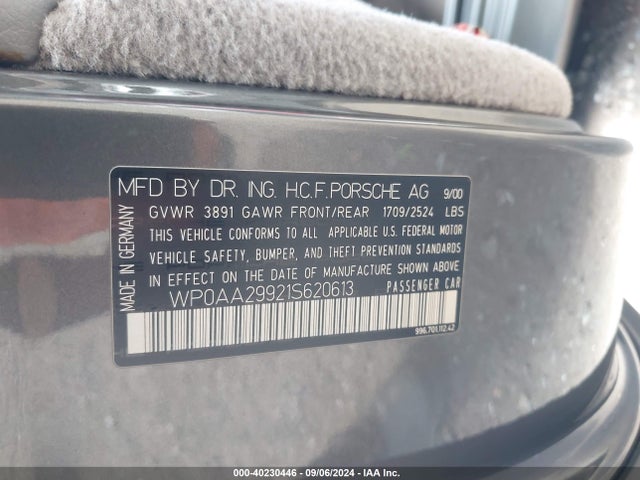 MFD BY DR. ING. H.C.F. PORSCHE AG 9/00
GVWR 3891 GAWR FRONT/REAR 1709/2524 LBS
THIS VEHICLE CONFORMS TO ALL APPLICABLE U.S. FEDERAL MOTOR
VEHICLE SAFETY, BUMPER, AND THEFT PREVENTION STANDARDS
IN EFFECT ON THE DATE OF MANUFACTURE SHOWN ABOVE
WP0AA29921S620613 PASSENGER CAR
996.701.112.42
MADE IN GERMANY
000-40230446 - 09/06/2024 - IAA Inc.